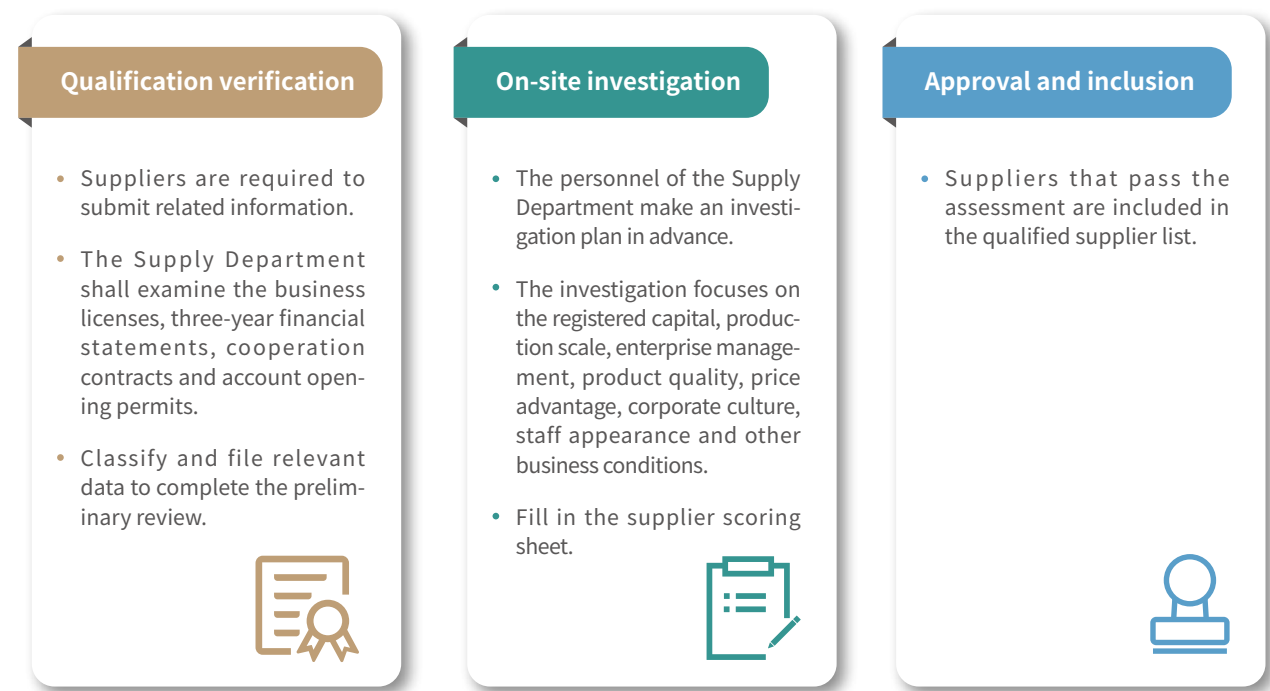 Qualification verification
• Suppliers are required to
submit related information.
• The Supply Department
shall examine the business
licenses, three-year financial
statements, cooperation
contracts and account open-
ing permits.
• Classify and file relevant
data to complete the prelim-
inary review.
On-site investigation
• The personnel of the Supply
Department make an investi-
gation plan in advance.
• The investigation focuses on
the registered capital, produc-
tion scale, enterprise manage-
ment, product quality, price
advantage, corporate culture,
staff appearance and other
business conditions.
• Fill in the supplier scoring
sheet.
Approval and inclusion
• Suppliers that pass the
assessment are included in
the qualified supplier list.